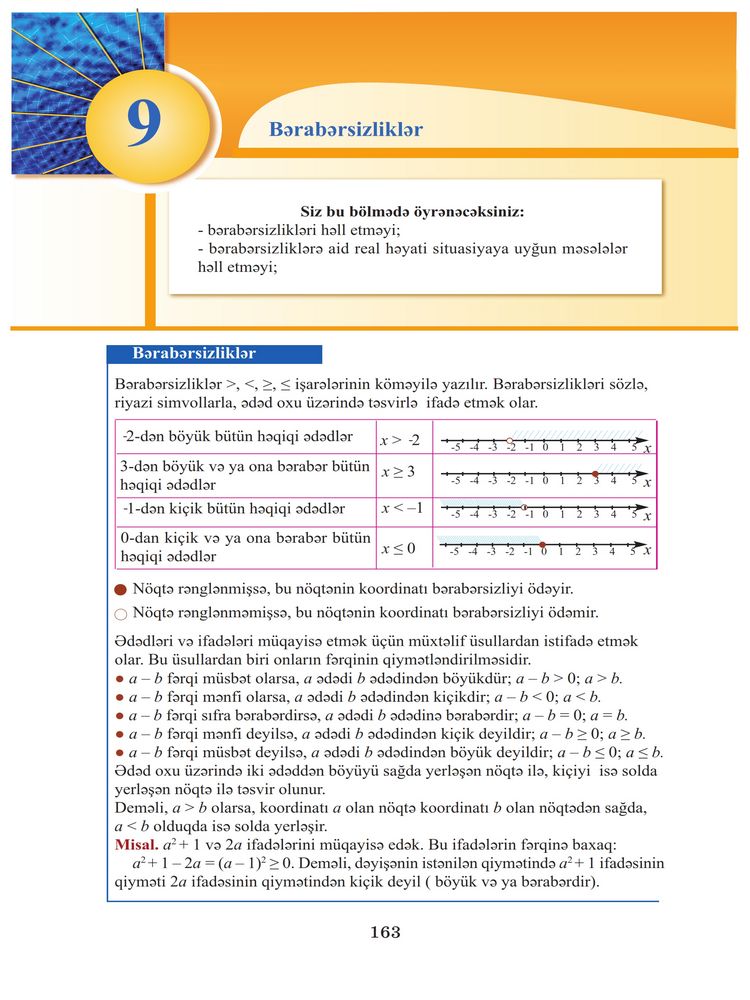 9
Bərabərsizliklər
Siz bu bölmədə öyrənəcəksiniz:
- bərabərsizlikləri həll etməyi;
- bərabərsizliklərə aid real həyati situasiyaya uyğun məsələlər
həll etməyi;
Bərabərsizliklər
Bərabərsizliklər >, <, ≥, ≤ işarələrinin köməyilə yazılır. Bərabərsizlikləri sözlə,
riyazi simvollarla, ədəd oxu üzərində təsvirlə ifadə etmək olar.
-2-dən böyük bütün həqiqi ədədlər x > -2 -5 -4 -3 -2 -1 0 1 2 3 4 5 x
3-dən böyük və ya ona bərabər bütün
həqiqi ədədlər x ≥ 3 -5 -4 -3 -2 -1 0 1 2 3 4 5 x
-1-dən kiçik bütün həqiqi ədədlər x < –1 -5 -4 -3 -2 -1 0 1 2 3 4 5 x
0-dan kiçik və ya ona bərabər bütün
həqiqi ədədlər x ≤ 0 -5 -4 -3 -2 -1 0 1 2 3 4 5 x
Nöqtə rənglənmişsə, bu nöqtənin koordinatı bərabərsizliyi ödəyir.
Nöqtə rənglənməmişsə, bu nöqtənin koordinatı bərabərsizliyi ödəmir.
Ədədləri və ifadələri müqayisə etmək üçün müxtəlif üsullardan istifadə etmək
olar. Bu üsullardan biri onların fərqinin qiymətləndirilməsidir.
• a – b fərqi müsbət olarsa, a ədədi b ədədindən böyükdür; a – b > 0; a > b.
• a – b fərqi mənfi olarsa, a ədədi b ədədindən kiçikdir; a – b < 0; a < b.
• a – b fərqi sıfra bərabərdirsə, a ədədi b ədədinə bərabərdir; a – b = 0; a = b.
• a – b fərqi mənfi deyilsə, a ədədi b ədədindən kiçik deyildir; a – b ≥ 0; a ≥ b.
• a – b fərqi müsbət deyilsə, a ədədi b ədədindən böyük deyildir; a – b ≤ 0; a ≤ b.
Ədəd oxu üzərində iki ədəddən böyüyü sağda yerləşən nöqtə ilə, kiçiyi isə solda
yerləşən nöqtə ilə təsvir olunur.
Deməli, a > b olarsa, koordinatı a olan nöqtə koordinatı b olan nöqtədən sağda,
a < b olduqda isə solda yerləşir.
Misal. a² + 1 və 2a ifadələrini müqayisə edək. Bu ifadələrin fərqinə baxaq:
a² + 1 – 2a = (a – 1)² ≥ 0. Deməli, dəyişənin istənilən qiymətində a² + 1 ifadəsinin
qiyməti 2a ifadəsinin qiymətindən kiçik deyil ( böyük və ya bərabərdir).
163